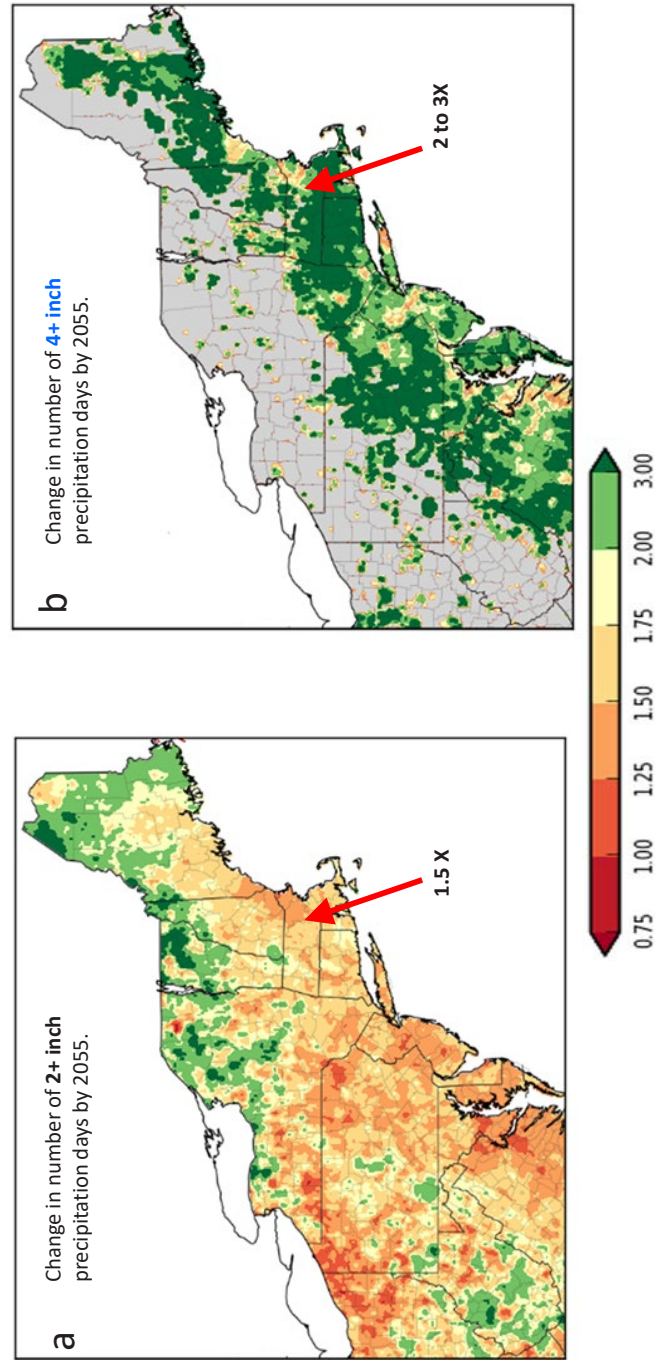 a
Change in number of 2+ inch
precipitation days by 2055.
1.5 X
b
Change in number of 4+ inch
precipitation days by 2055.
2 to 3X
0.75 1.00 1.25 1.50 1.75 2.00 3.00